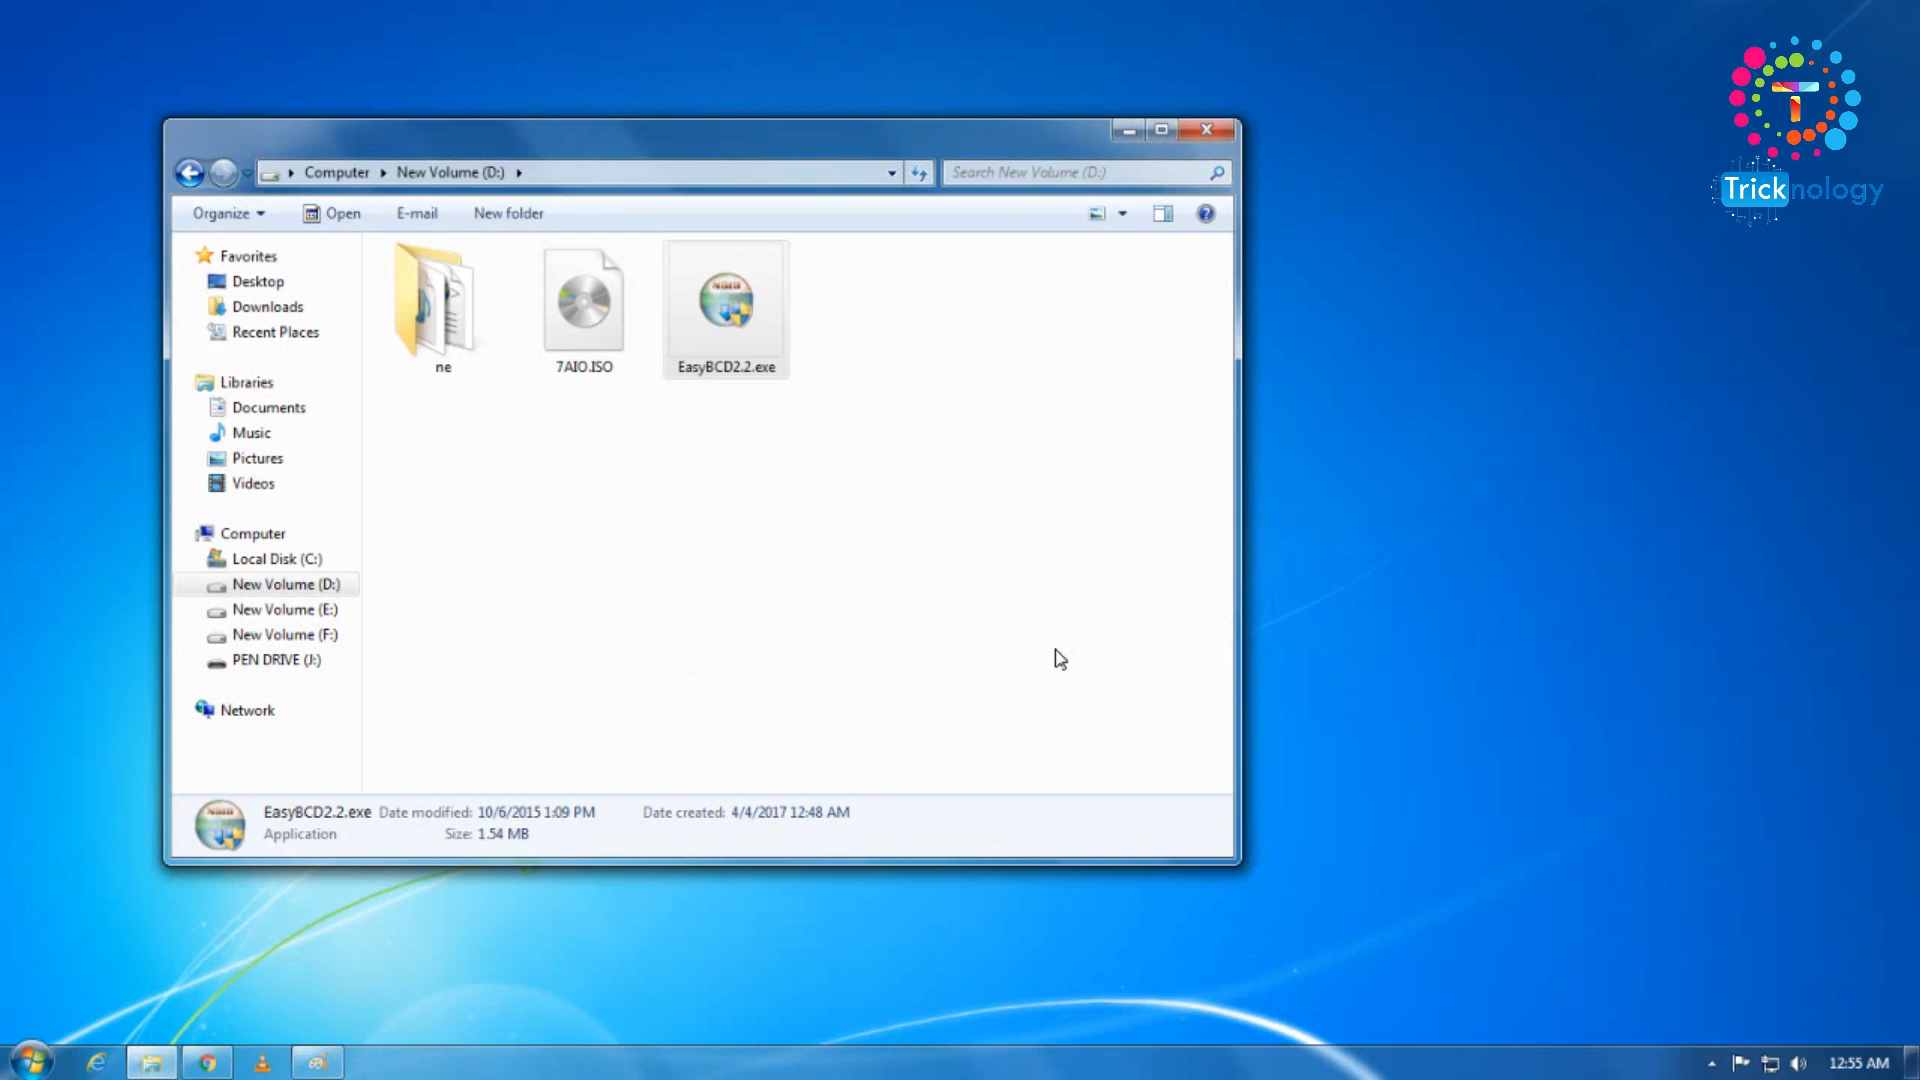 Tricknology
Computer
New Volume (D:)
Search New Volume (D:)
Organize
Open
E-mail
New folder
Favorites
Desktop
Downloads
Recent Places
Libraries
Documents
Music
Pictures
Videos
Computer
Local Disk (C:)
New Volume (D:)
New Volume (E:)
New Volume (F:)
PEN DRIVE (J:)
Network
ne
7AIO.ISO
EasyBCD2.2.exe
EasyBCD2.2.exe Date modified: 10/6/2015 1:09 PM Date created: 4/4/2017 12:48 AM
Application Size: 1.54 MB
12:55 AM